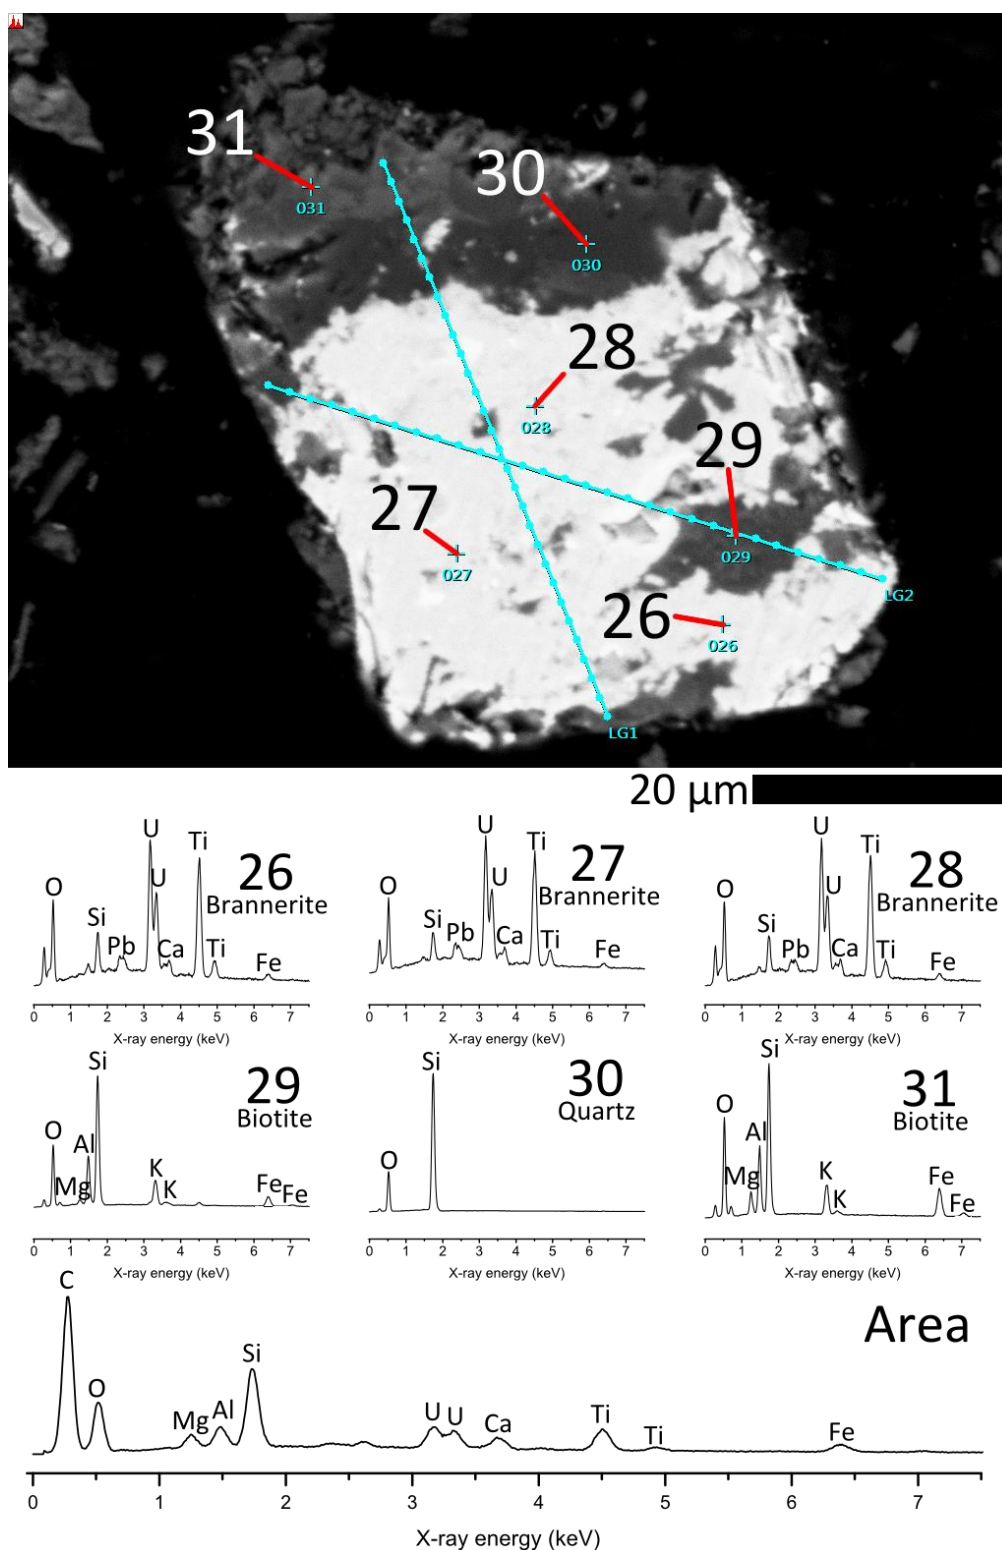 31
30
031
030
28
028
29
27
027
029
26
026
LG2
LG1
20 µm
U
Ti
U
O
Si
Pb
Ca
Ti
Fe
26
Brannerite
0 1 2 3 4 5 6 7
X-ray energy (keV)
U
Ti
U
O
Si
Pb
Ca
Ti
Fe
27
Brannerite
0 1 2 3 4 5 6 7
X-ray energy (keV)
U
Ti
U
O
Si
Pb
Ca
Ti
Fe
28
Brannerite
0 1 2 3 4 5 6 7
X-ray energy (keV)
Si
O
Al
Mg
K
K
Fe
Fe
29
Biotite
0 1 2 3 4 5 6 7
X-ray energy (keV)
Si
O
30
Quartz
0 1 2 3 4 5 6 7
X-ray energy (keV)
Si
O
Al
Mg
K
K
Fe
Fe
31
Biotite
0 1 2 3 4 5 6 7
X-ray energy (keV)
C
Area
Si
O
Mg
Al
U
U
Ca
Ti
Ti
Fe
0 1 2 3 4 5 6 7
X-ray energy (keV)